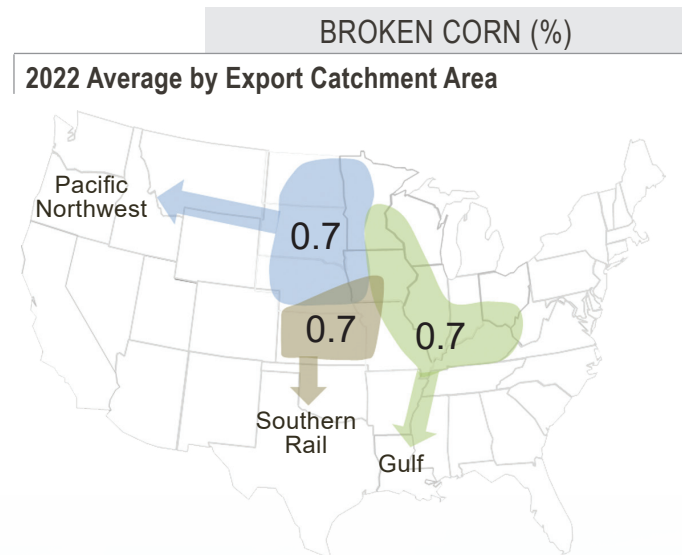 BROKEN CORN (%)
2022 Average by Export Catchment Area
Pacific
Northwest
0.7
0.7
0.7
Southern
Rail
Gulf